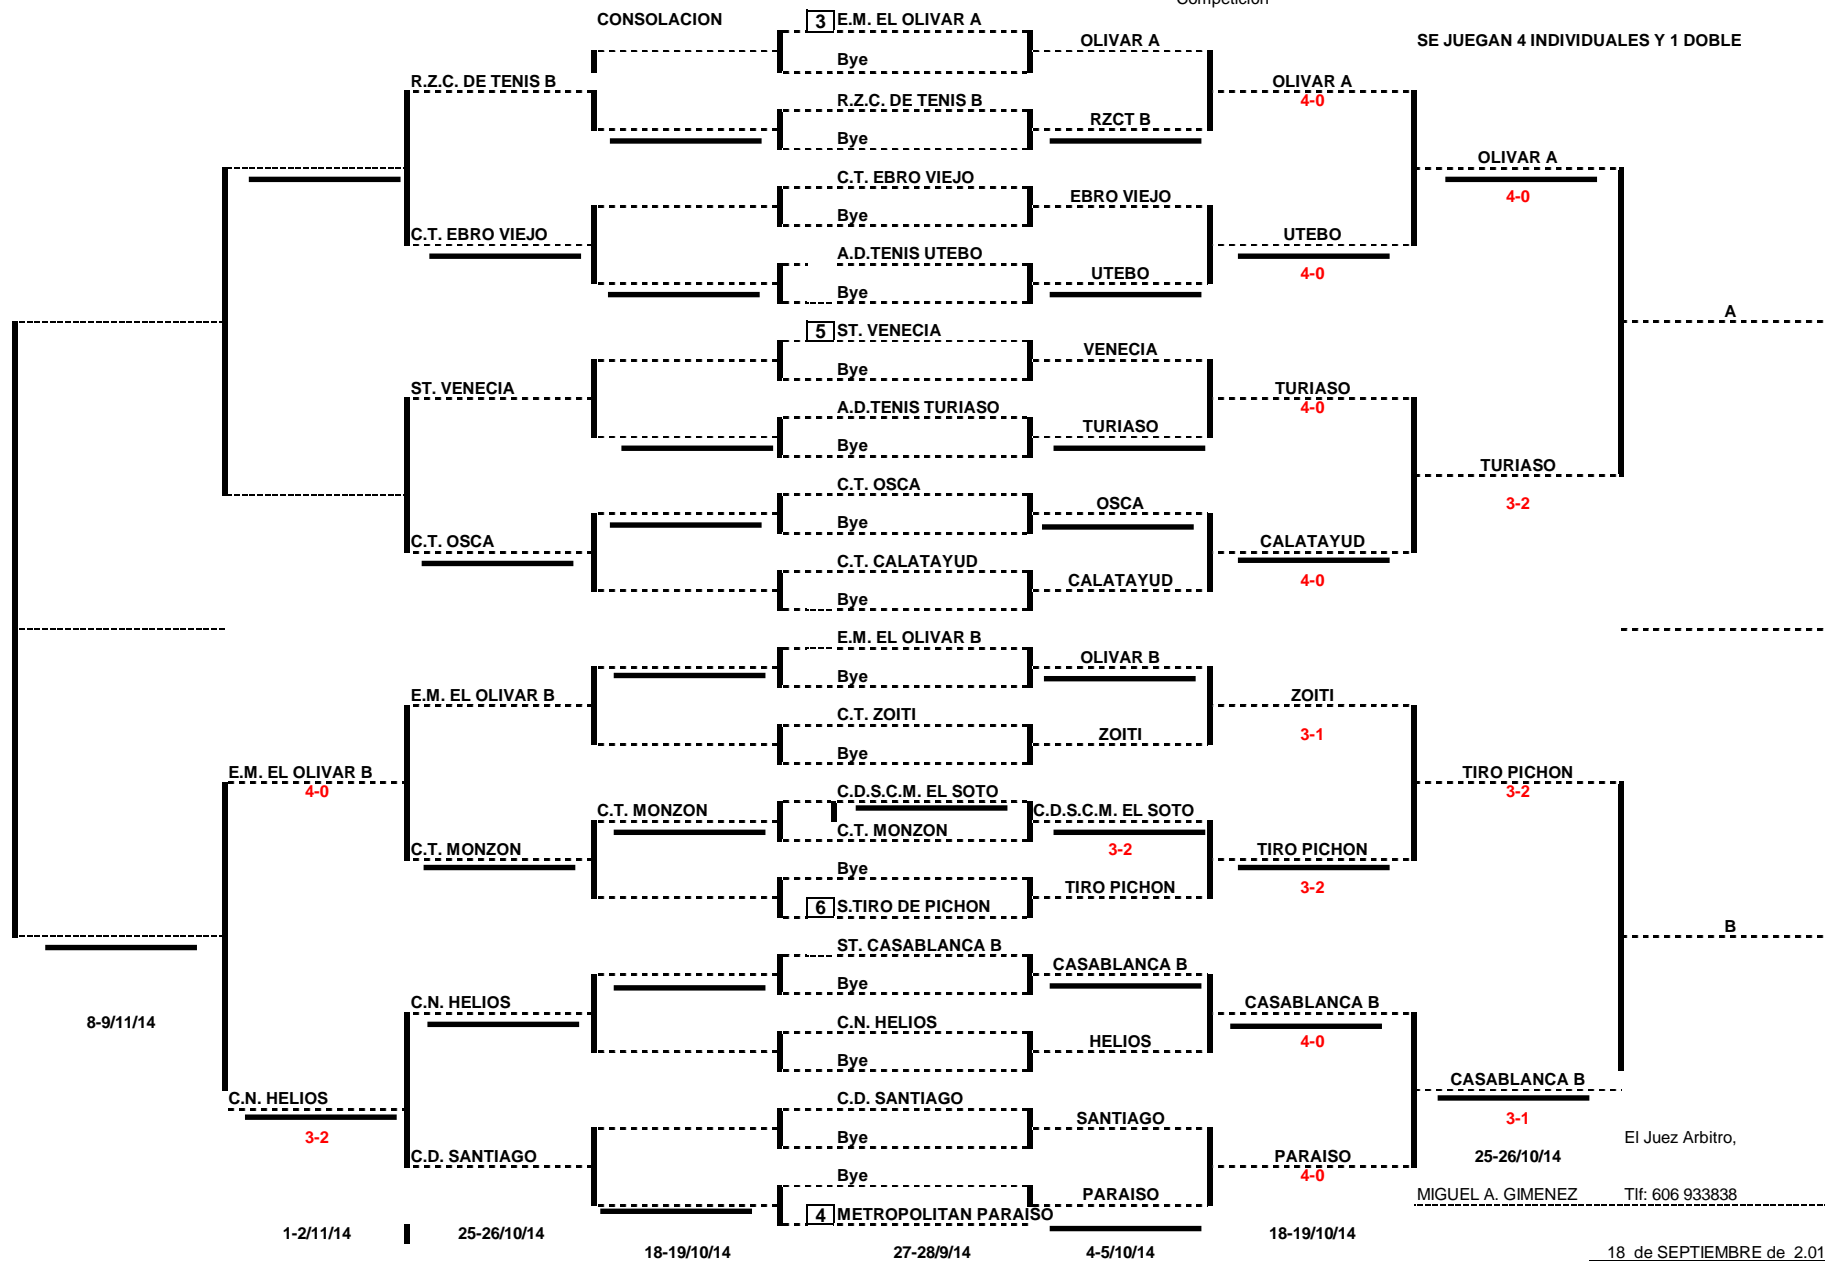 Competición
CONSOLACION
3 E.M. EL OLIVAR A
OLIVAR A
SE JUEGAN 4 INDIVIDUALES Y 1 DOBLE
Bye
R.Z.C. DE TENIS B
OLIVAR A
4-0
R.Z.C. DE TENIS B
RZCT B
Bye
OLIVAR A
4-0
C.T. EBRO VIEJO
EBRO VIEJO
Bye
C.T. EBRO VIEJO
UTEBO
4-0
A.D.TENIS UTEBO
UTEBO
Bye
A
5 ST. VENECIA
VENECIA
Bye
ST. VENECIA
TURIASO
4-0
A.D.TENIS TURIASO
TURIASO
Bye
TURIASO
3-2
C.T. OSCA
OSCA
Bye
C.T. OSCA
CALATAYUD
4-0
C.T. CALATAYUD
CALATAYUD
Bye
E.M. EL OLIVAR B
OLIVAR B
Bye
E.M. EL OLIVAR B
ZOITI
3-1
C.T. ZOITI
ZOITI
Bye
E.M. EL OLIVAR B
4-0
TIRO PICHON
3-2
C.D.S.C.M. EL SOTO
C.T. MONZON
C.D.S.C.M. EL SOTO
3-2
C.T. MONZON
C.T. MONZON
TIRO PICHON
3-2
Bye
TIRO PICHON
6 S.TIRO DE PICHON
B
ST. CASABLANCA B
CASABLANCA B
Bye
C.N. HELIOS
CASABLANCA B
4-0
8-9/11/14
C.N. HELIOS
HELIOS
Bye
C.N. HELIOS
3-2
CASABLANCA B
3-1
C.D. SANTIAGO
SANTIAGO
Bye
El Juez Arbitro,
C.D. SANTIAGO
PARAISO
4-0
25-26/10/14
Bye
PARAISO
MIGUEL A. GIMENEZ
Tlf: 606 933838
4 METROPOLITAN PARAISO
1-2/11/14
25-26/10/14
18-19/10/14
18-19/10/14
27-28/9/14
4-5/10/14
18 de SEPTIEMBRE de 2.01